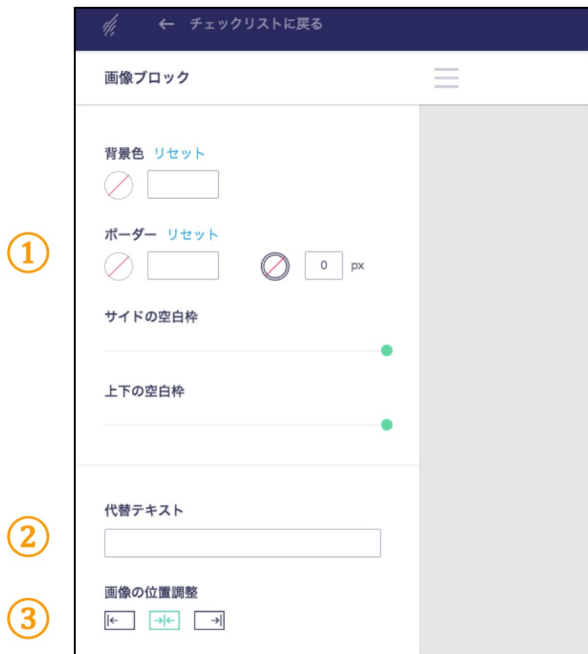 ← チェックリストに戻る
画像ブロック
背景色 リセット
① ボーダー リセット
0 px
サイドの空白枠
上下の空白枠
代替テキスト
②
画像の位置調整
③